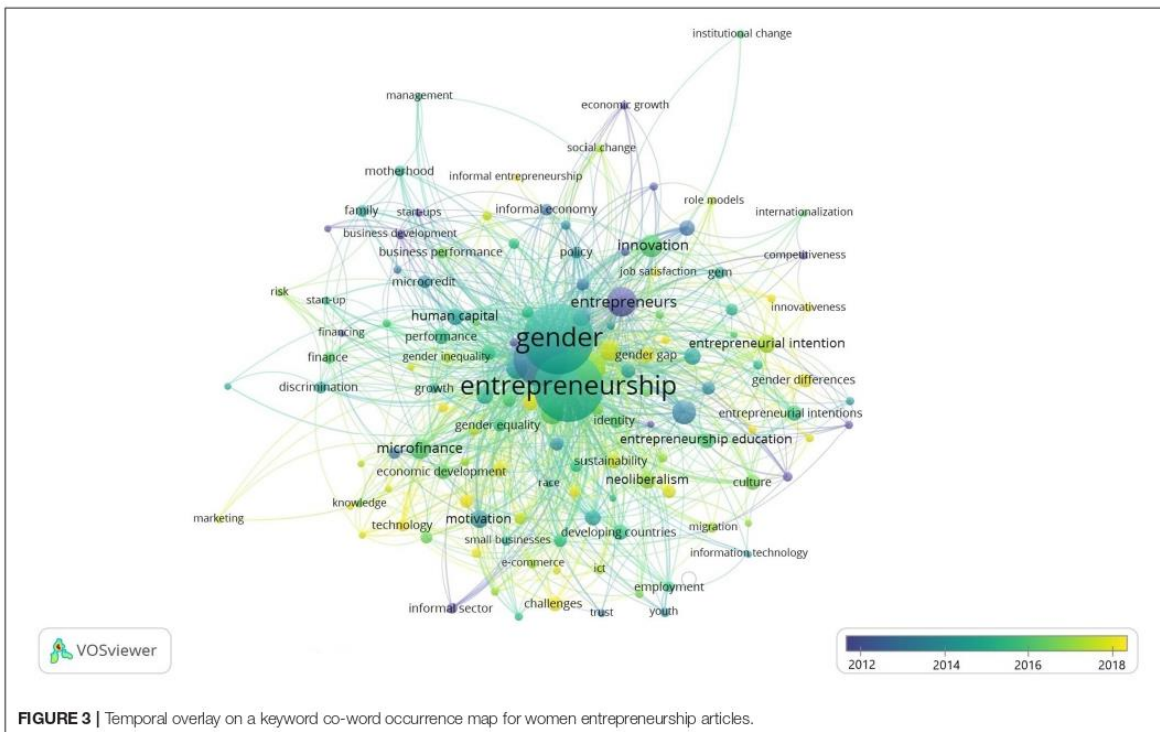 institutional change
management
economic growth
social change
motherhood
informal entrepreneurship
role models
family
start-ups
informal economy
internationalization
business development
innovation
business performance
policy
competitiveness
job satisfaction
gem
microcredit
risk
start-up
entrepreneurs
innovativeness
human capital
financing
performance
gender
entrepreneurial intention
gender inequality
gender gap
finance
discrimination
growth
entrepreneurship
gender differences
gender equality
identity
entrepreneurial intentions
microfinance
entrepreneurship education
sustainability
economic development
race
neoliberalism
culture
knowledge
marketing
technology
motivation
small businesses
developing countries
migration
information technology
e-commerce
ict
employment
informal sector
challenges
trust
youth
VOSviewer
2012 2014 2016 2018
FIGURE 3 | Temporal overlay on a keyword co-word occurrence map for women entrepreneurship articles.